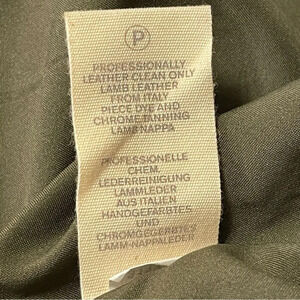 P
PROFESSIONALLY
LEATHER CLEAN ONLY
LAMB LEATHER
FROM ITALY
PIECE DYE AND
CHROME TANNING
LAMB NAPPA
PROFESSIONELLE
CHEM.
LEDERREINIGUNG
LAMMLEDER
AUS ITALIEN
HANDGEFÄRBTES
UND
CHROMGEGERBTES
LAMM-NAPPALEDER